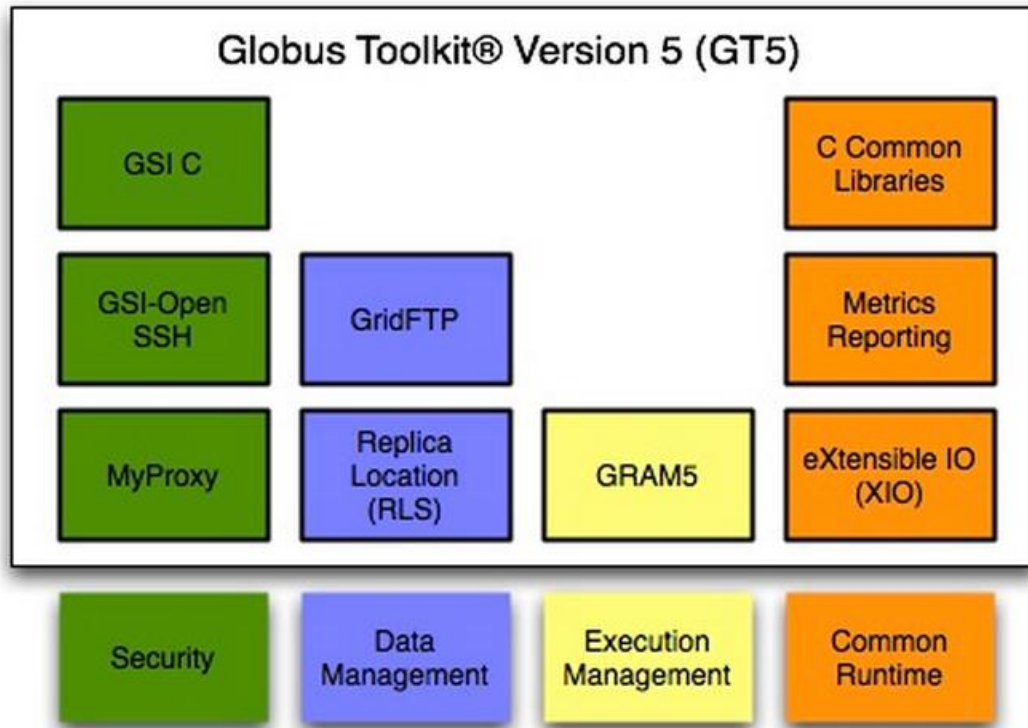 Globus Toolkit® Version 5 (GT5)
GSI C
C Common
Libraries
GSI-Open
SSH
GridFTP
Metrics
Reporting
MyProxy
Replica
Location
(RLS)
GRAM5
eXtensible IO
(XIO)
Security
Data
Management
Execution
Management
Common
Runtime